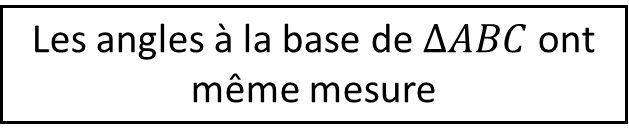 Les angles à la base de Δ𝐴𝐵𝐶 ont
même mesure